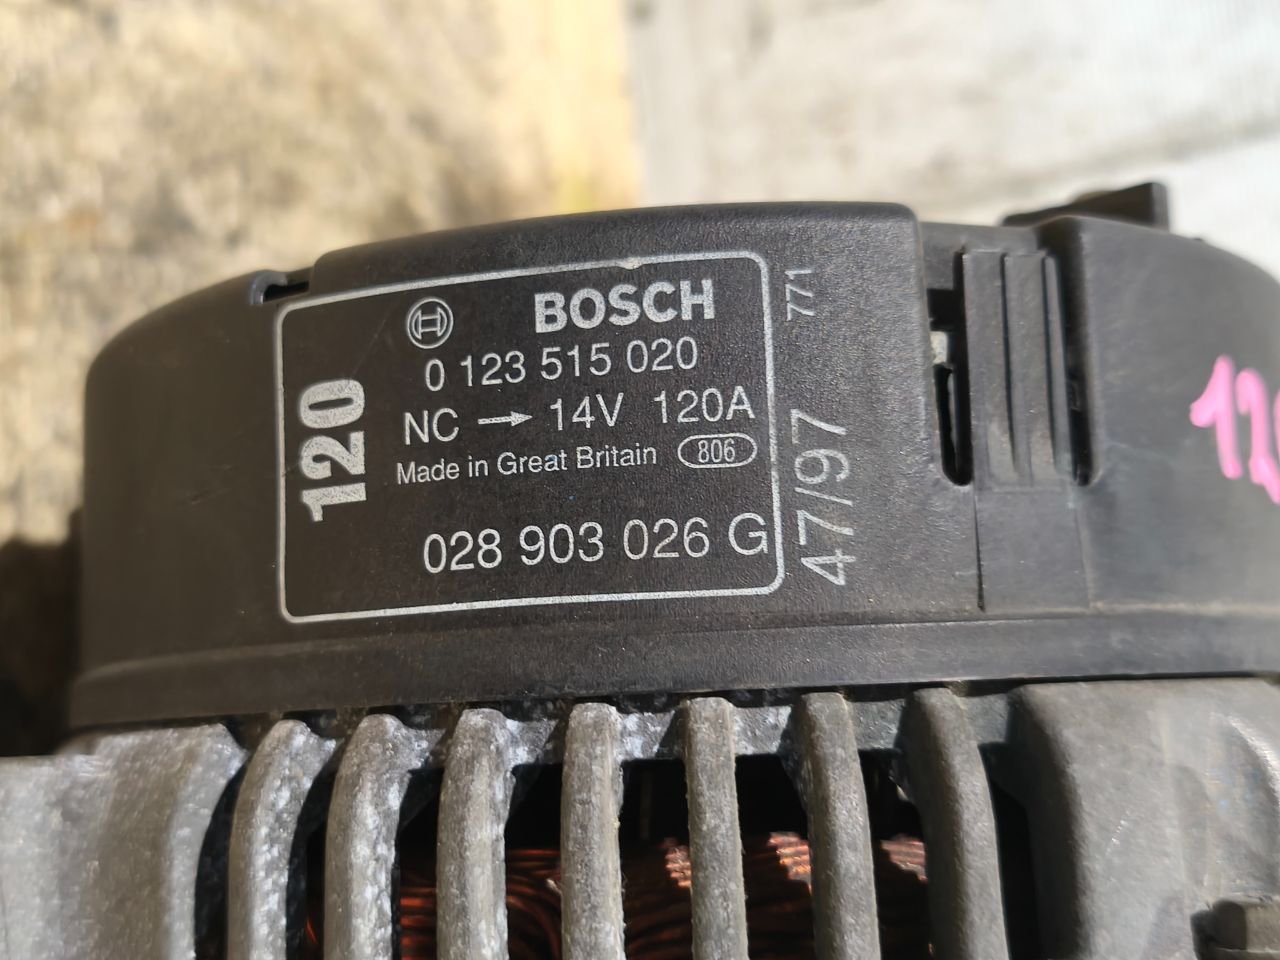 BOSCH
0 123 515 020
NC → 14V 120A
Made in Great Britain 806
028 903 026 G
120
771
47/97